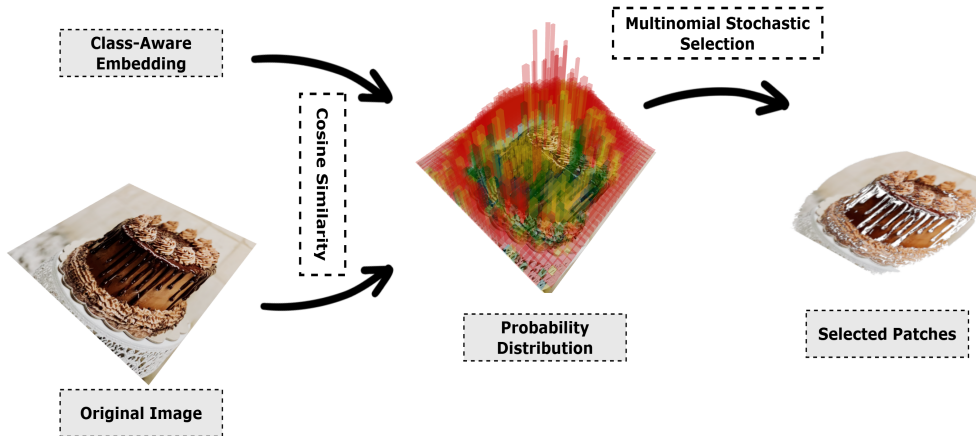 Class-Aware
Embedding
Multinomial Stochastic
Selection
Cosine Similarity
Probability
Distribution
Selected Patches
Original Image